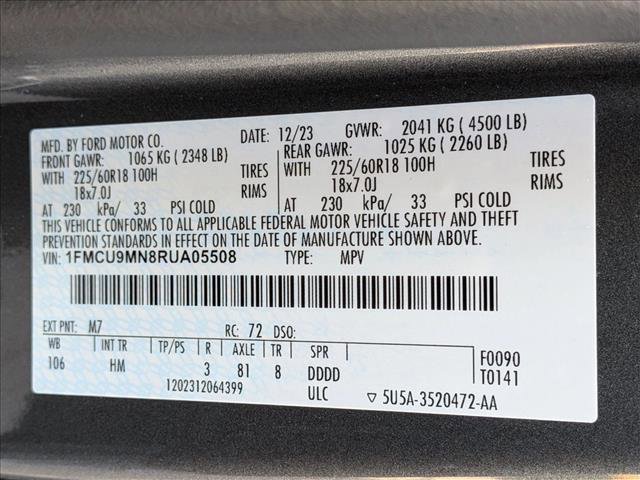 MFD. BY FORD MOTOR CO. DATE: 12/23 GVWR: 2041 KG ( 4500 LB)
FRONT GAWR: 1065 KG ( 2348 LB) REAR GAWR: 1025 KG ( 2260 LB)
WITH 225/60R18 100H TIRES WITH 225/60R18 100H TIRES
18x7.0J RIMS 18x7.0J RIMS
AT 230 kPa/ 33 PSI COLD AT 230 kPa/ 33 PSI COLD
THIS VEHICLE CONFORMS TO ALL APPLICABLE FEDERAL MOTOR VEHICLE SAFETY AND THEFT
PREVENTION STANDARDS IN EFFECT ON THE DATE OF MANUFACTURE SHOWN ABOVE.
VIN: 1FMCU9MN8RUA05508 TYPE: MPV
EXT PNT: M7 RC: 72 DSO:
WB INT TR TP/PS R AXLE TR SPR F0090
106 HM 3 81 8 DDDD T0141
1202312064399 ULC ▽ 5U5A-3520472-AA